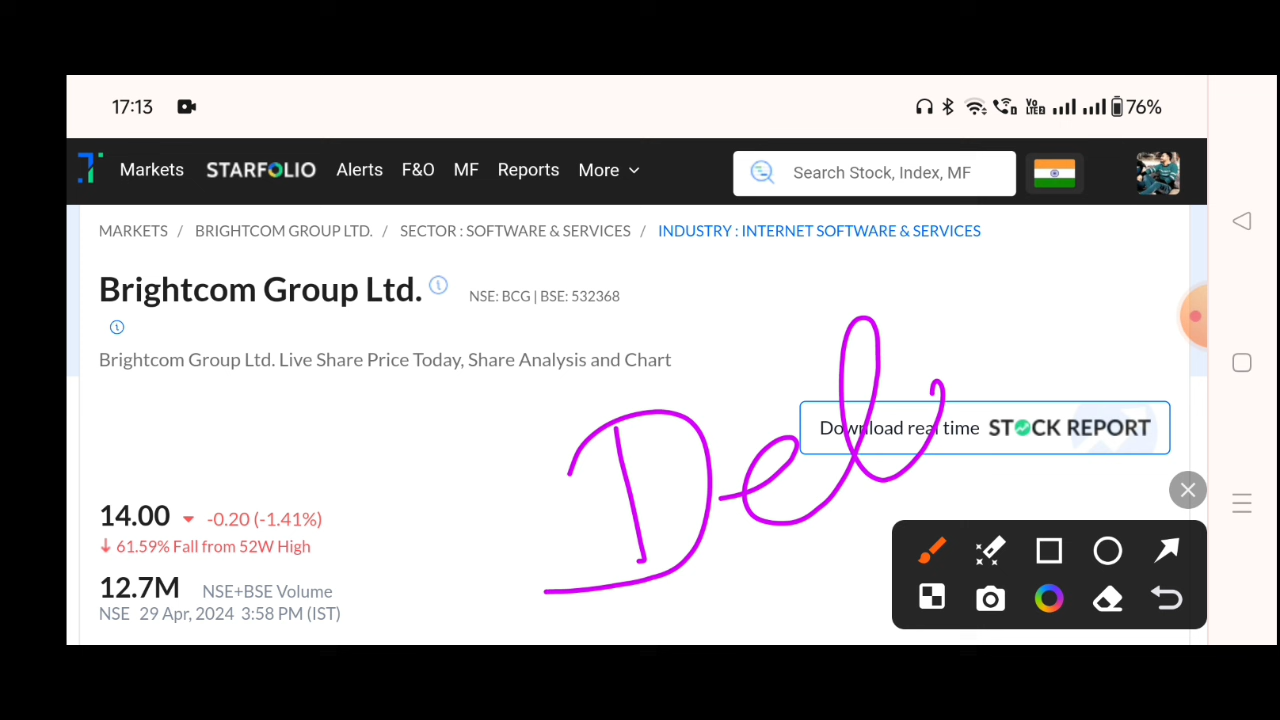 17:13 VO LTE2 76%
Markets STARFOLIO Alerts F&O MF Reports More Search Stock, Index, MF
MARKETS / BRIGHTCOM GROUP LTD. / SECTOR : SOFTWARE & SERVICES / INDUSTRY : INTERNET SOFTWARE & SERVICES
Brightcom Group Ltd. NSE: BCG | BSE: 532368
Brightcom Group Ltd. Live Share Price Today, Share Analysis and Chart
Download real time STOCK REPORT
Deb
14.00 -0.20 (-1.41%)
61.59% Fall from 52W High
12.7M NSE+BSE Volume
NSE 29 Apr, 2024 3:58 PM (IST)